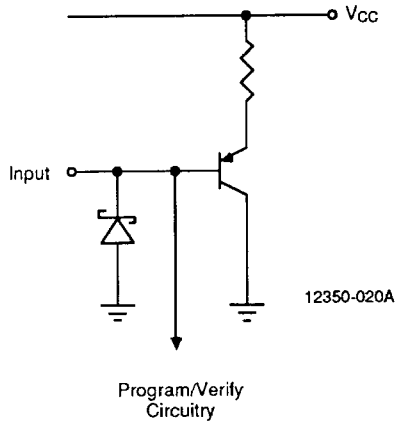 VCC
Input
12350-020A
Program/Verify
Circuitry